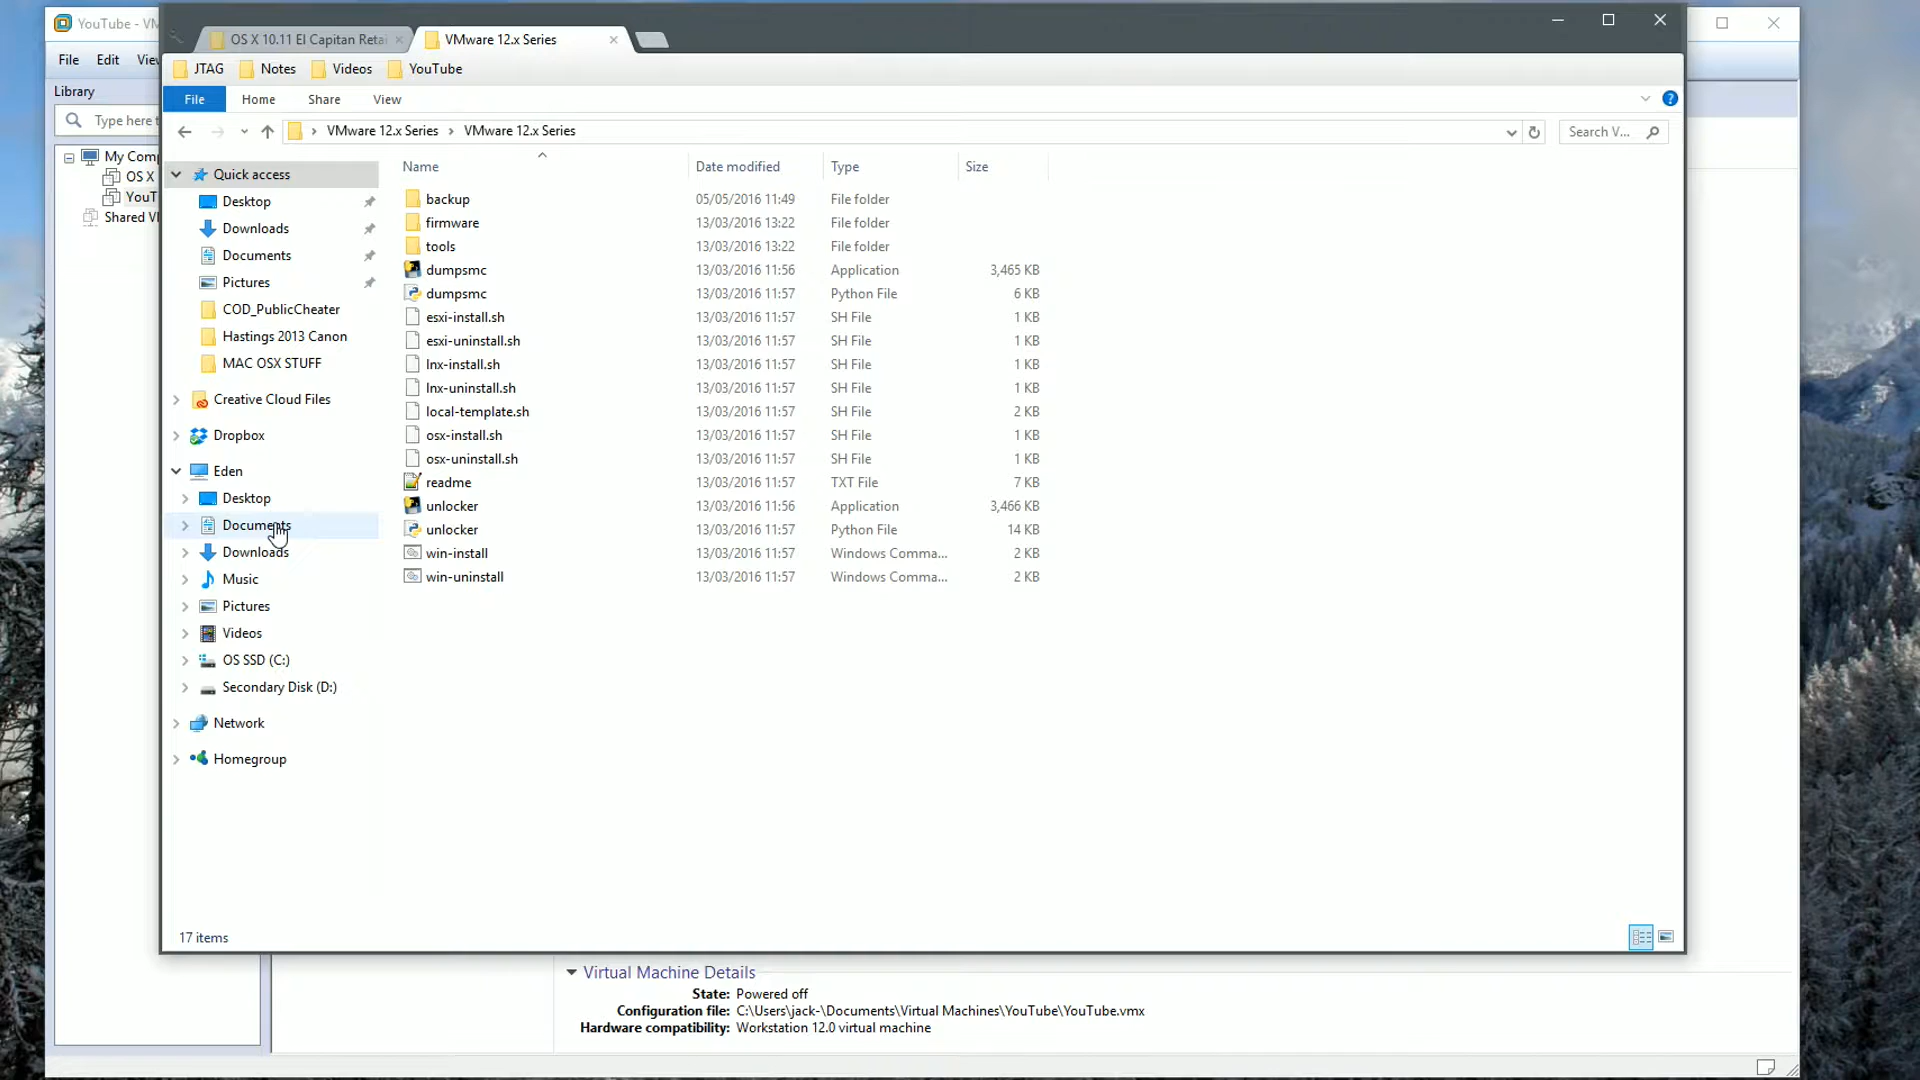 YouTube - VM
OS X 10.11 El Capitan Retai
VMware 12.x Series
File Edit View
JTAG Notes Videos YouTube
Library
File Home Share View
Type here t
VMware 12.x Series VMware 12.x Series
Search V...
My Comp
OS X
YouT
Shared VM
Quick access
Desktop
Downloads
Documents
Pictures
COD_PublicCheater
Hastings 2013 Canon
MAC OSX STUFF
Creative Cloud Files
Dropbox
Eden
Desktop
Documents
Downloads
Music
Pictures
Videos
OS SSD (C:)
Secondary Disk (D:)
Network
Homegroup
Name Date modified Type Size
backup 05/05/2016 11:49 File folder
firmware 13/03/2016 13:22 File folder
tools 13/03/2016 13:22 File folder
dumpsmc 13/03/2016 11:56 Application 3,465 KB
dumpsmc 13/03/2016 11:57 Python File 6 KB
esxi-install.sh 13/03/2016 11:57 SH File 1 KB
esxi-uninstall.sh 13/03/2016 11:57 SH File 1 KB
lnx-install.sh 13/03/2016 11:57 SH File 1 KB
lnx-uninstall.sh 13/03/2016 11:57 SH File 1 KB
local-template.sh 13/03/2016 11:57 SH File 2 KB
osx-install.sh 13/03/2016 11:57 SH File 1 KB
osx-uninstall.sh 13/03/2016 11:57 SH File 1 KB
readme 13/03/2016 11:57 TXT File 7 KB
unlocker 13/03/2016 11:56 Application 3,466 KB
unlocker 13/03/2016 11:57 Python File 14 KB
win-install 13/03/2016 11:57 Windows Comma... 2 KB
win-uninstall 13/03/2016 11:57 Windows Comma... 2 KB
17 items
Virtual Machine Details
State: Powered off
Configuration file: C:\Users\jack-\Documents\Virtual Machines\YouTube\YouTube.vmx
Hardware compatibility: Workstation 12.0 virtual machine